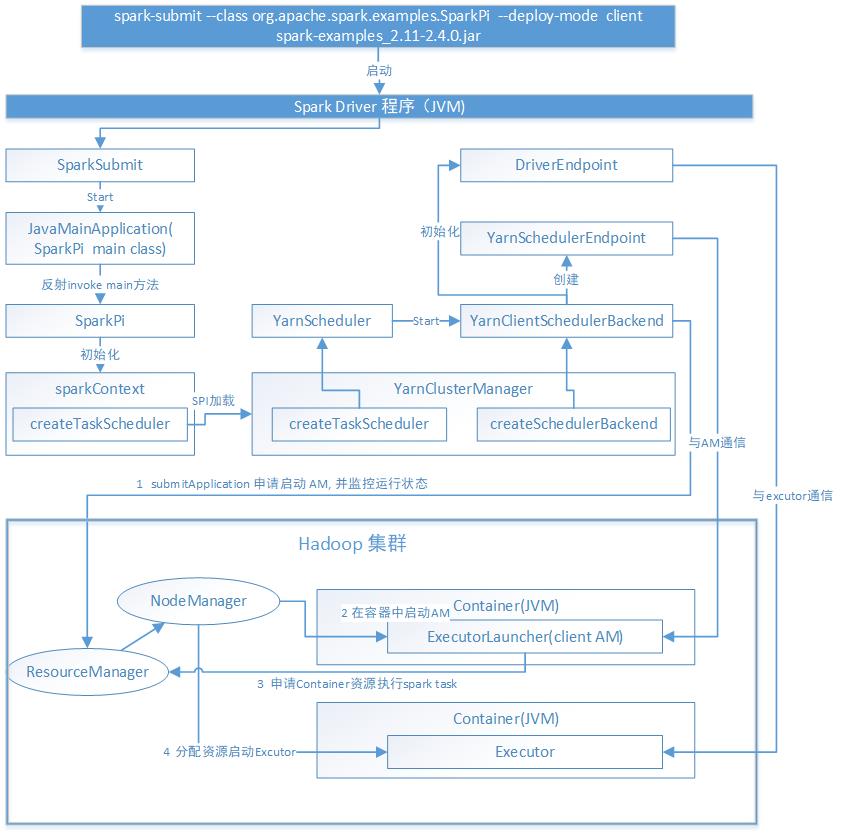 spark-submit --class org.apache.spark.examples.SparkPi --deploy-mode client
spark-examples_2.11-2.4.0.jar
启动
Spark Driver 程序（JVM)
SparkSubmit
DriverEndpoint
Start
JavaMainApplication(
SparkPi main class)
初始化
YarnSchedulerEndpoint
反射invoke main方法
创建
SparkPi
YarnScheduler
Start
YarnClientSchedulerBackend
初始化
sparkContext
SPI加载
YarnClusterManager
createTaskScheduler
createTaskScheduler
createSchedulerBackend
与AM通信
1 submitApplication 申请启动 AM, 并监控运行状态
与excutor通信
Hadoop 集群
NodeManager
2 在容器中启动AM
Container(JVM)
ExecutorLauncher(client AM)
ResourceManager
3 申请Container资源执行spark task
Container(JVM)
4 分配资源启动Excutor
Executor